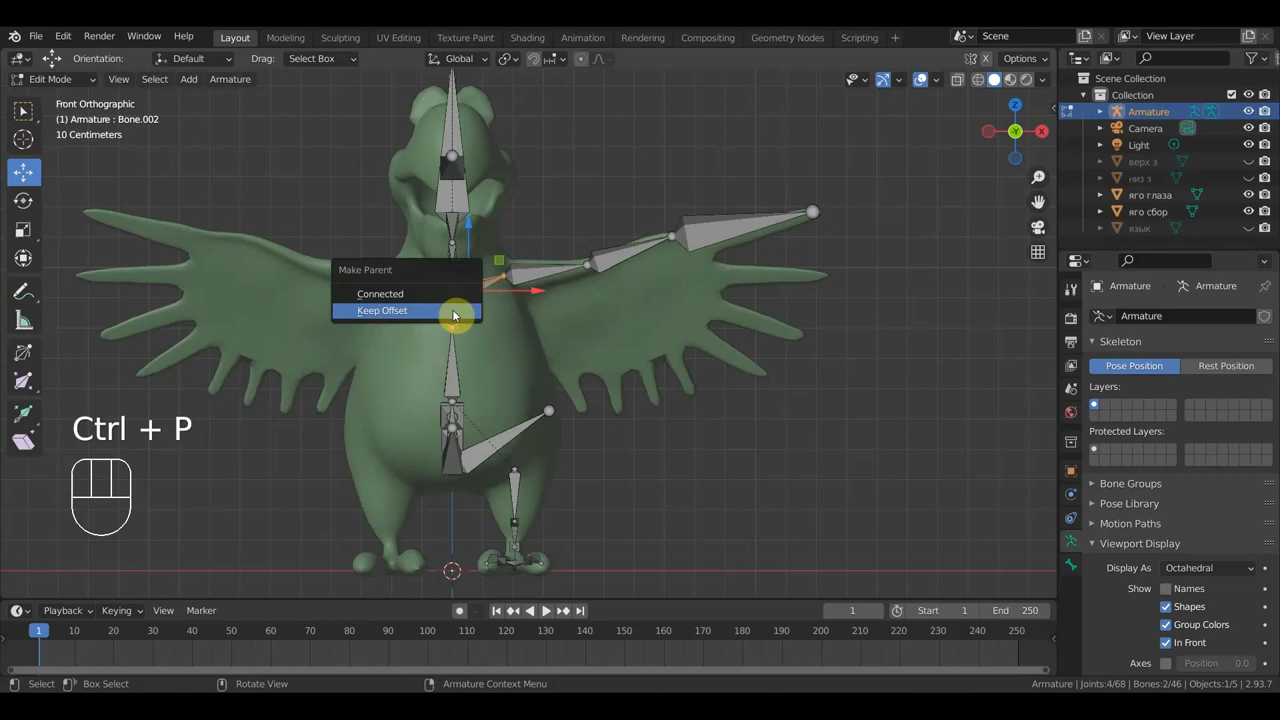 File Edit Render Window Help Layout Modeling Sculpting UV Editing Texture Paint Shading Animation Rendering Compositing Geometry Nodes Scripting + Scene View Layer
Orientation: Default Drag: Select Box Global Options
Edit Mode View Select Add Armature
Scene Collection
Collection
Armature
Camera
Light
верх з
низ з
яго глаза
яго сбор
язык
Front Orthographic
(1) Armature : Bone.002
10 Centimeters
Z
Y
X
Make Parent
Connected
Keep Offset
Ctrl + P
Armature Armature
Armature
Skeleton
Pose Position Rest Position
Layers:
Protected Layers:
Bone Groups
Pose Library
Motion Paths
Viewport Display
Display As Octahedral
Show Names
Shapes
Group Colors
In Front
Axes Position 0.0
Playback Keying View Marker 1 Start 1 End 250
1 10 20 30 40 50 60 70 80 90 100 110 120 130 140 150 160 170 180 190 200 210 220 230 240 250
Select Box Select Rotate View Armature Context Menu Armature | Joints:4/68 | Bones:2/46 | Objects:1/5 | 2.93.7